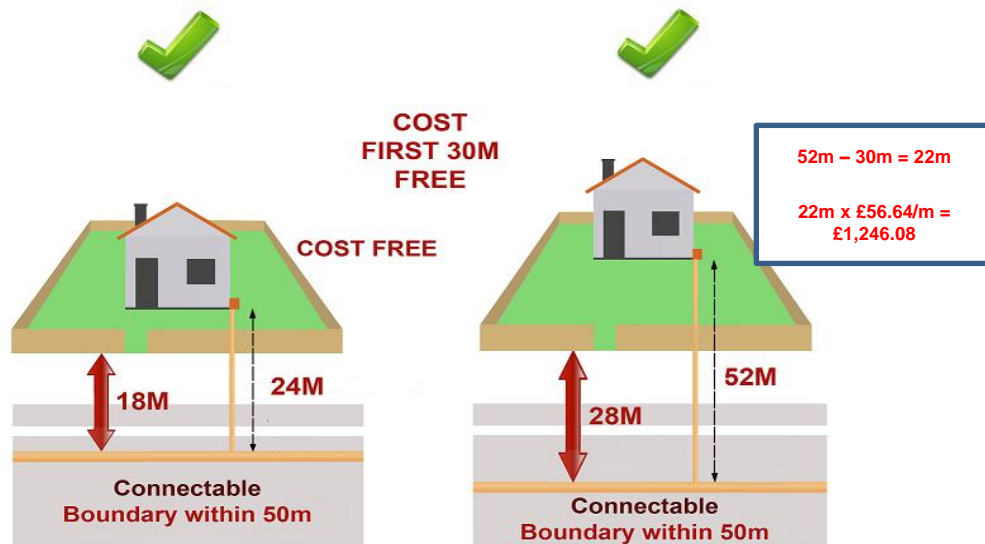 COST
FIRST 30M
FREE
COST FREE
18M
24M
Connectable
Boundary within 50m
52m – 30m = 22m
22m x £56.64/m =
£1,246.08
52M
28M
Connectable
Boundary within 50m